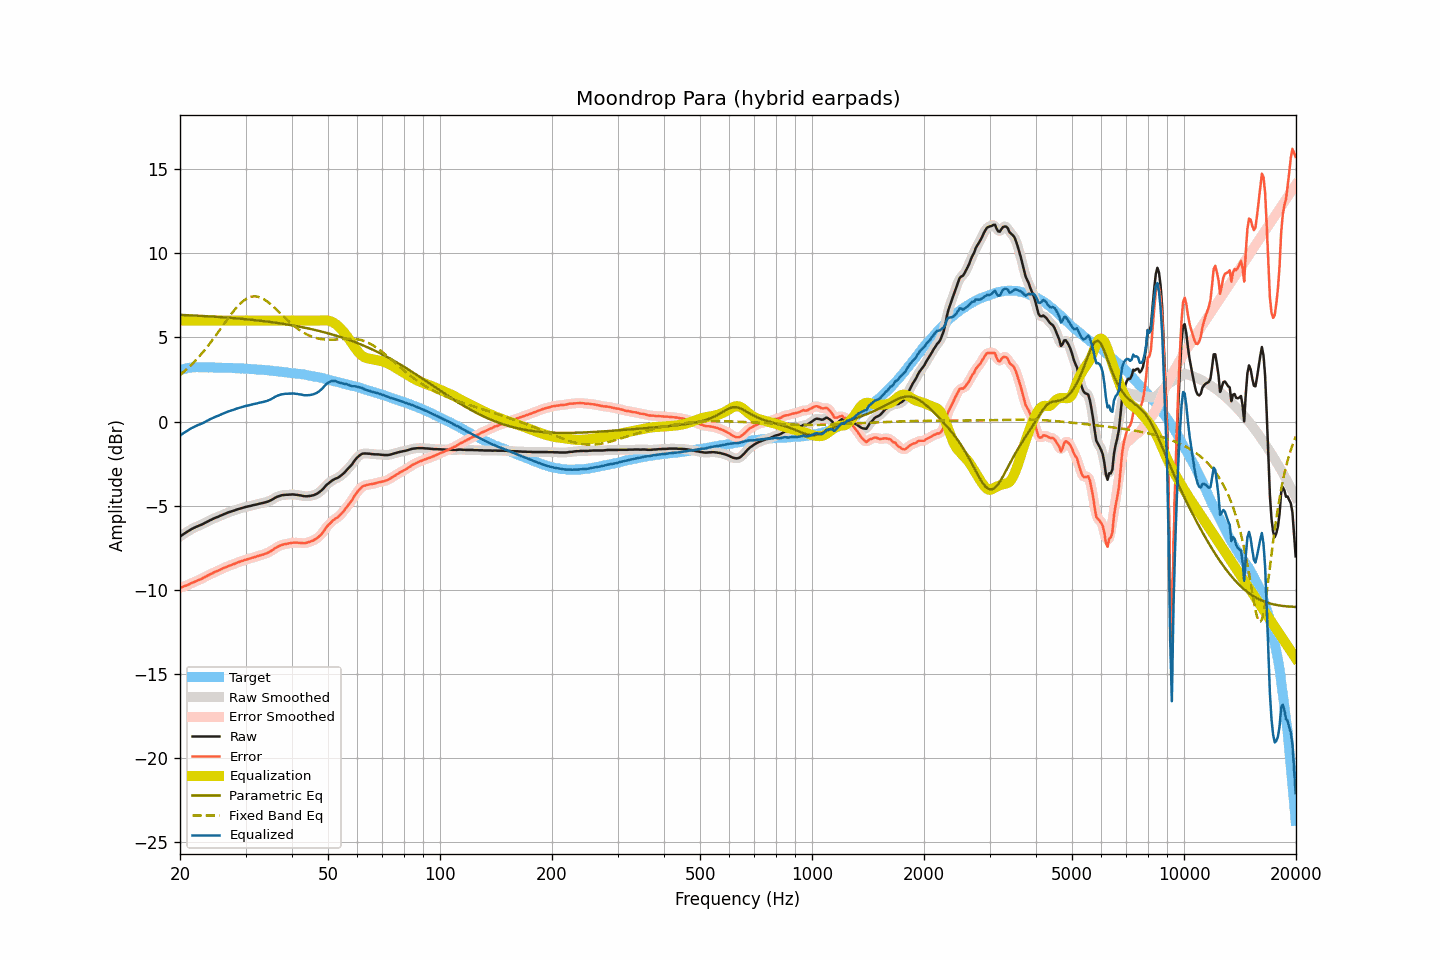 Moondrop Para (hybrid earpads)
15
10
5
0
−5
−10
−15
−20
−25
Amplitude (dBr)
Target
Raw Smoothed
Error Smoothed
Raw
Error
Equalization
Parametric Eq
Fixed Band Eq
Equalized
20 50 100 200 500 1000 2000 5000 10000 20000
Frequency (Hz)